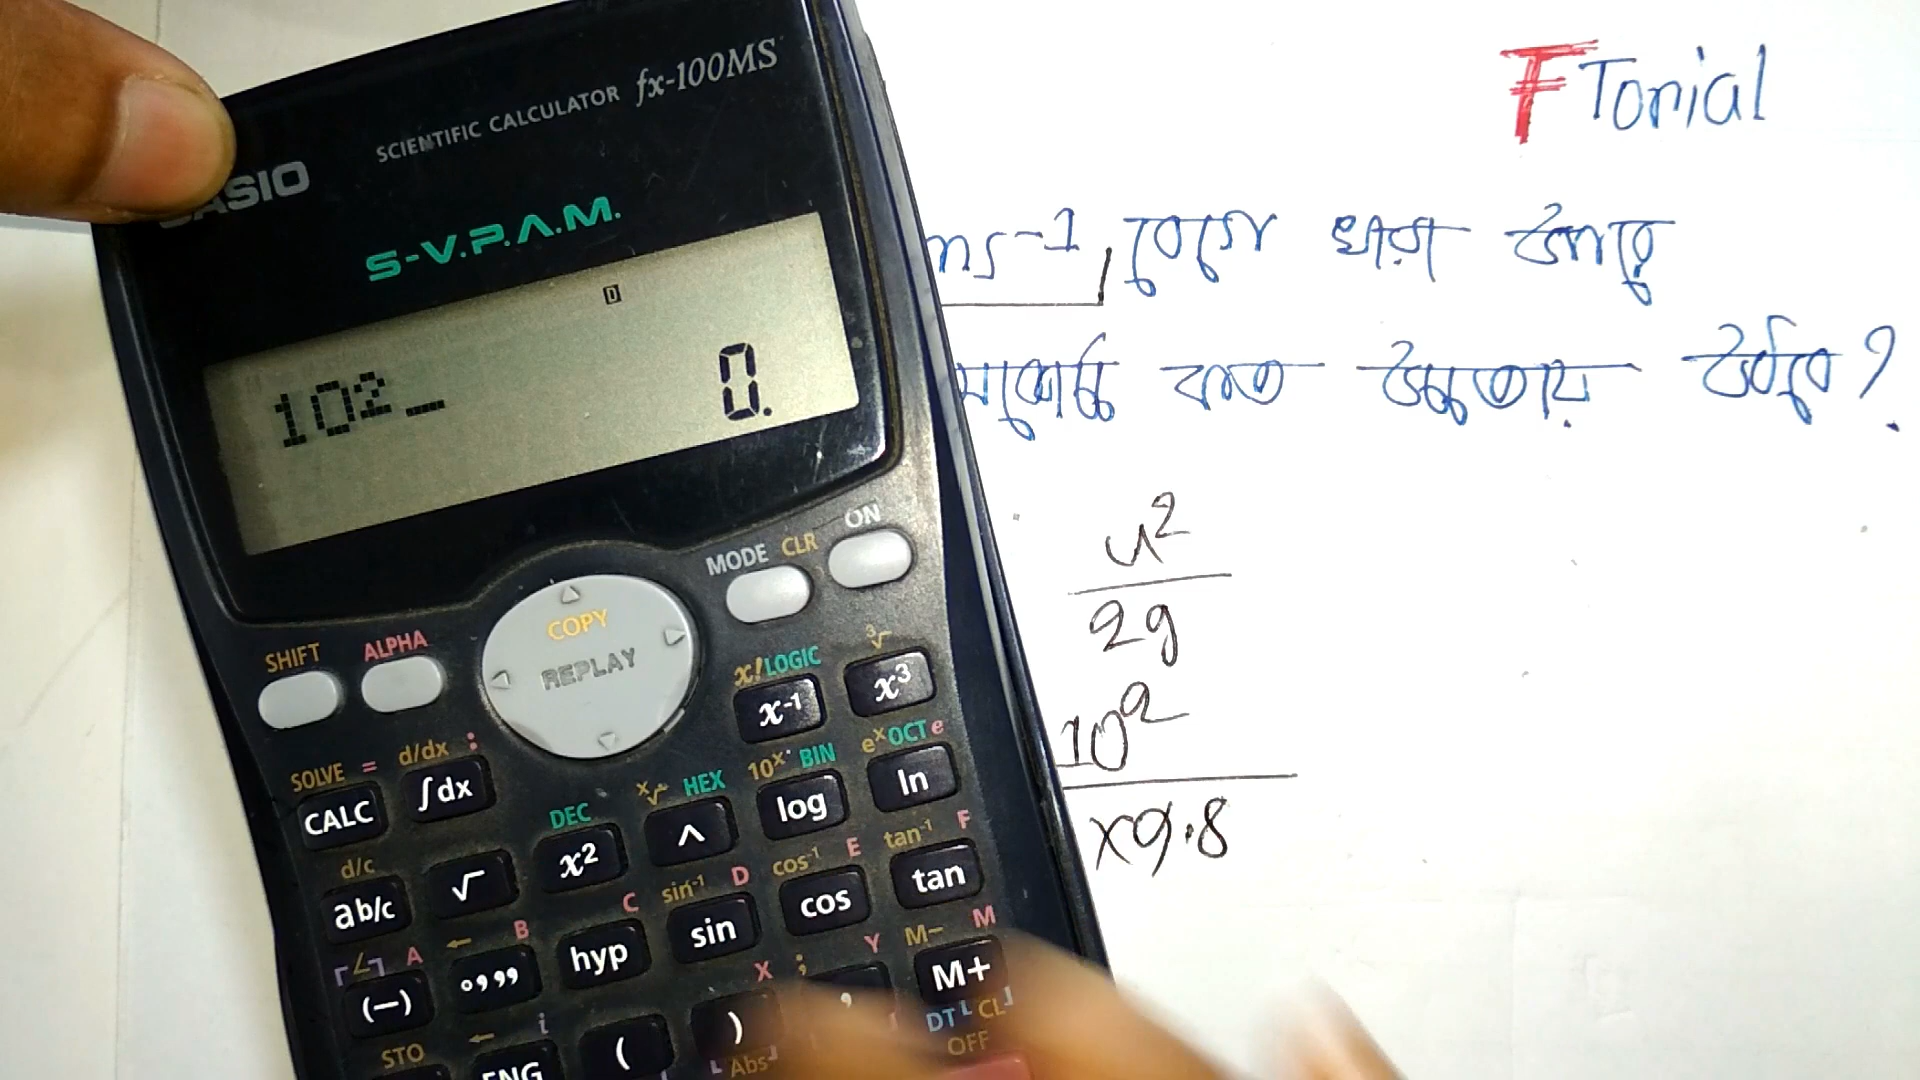 CASIO
SCIENTIFIC CALCULATOR fx-100MS
S-V.P.A.M.
10²_
D
0.
FTorial
ms-1 বেগে খারা উপরে
সর্বোচ্চ কত উচ্চতায় উঠবে?
u²
2g
10²
×9.8
SHIFT ALPHA
COPY
REPLAY
MODE CLR ON
SOLVE = d/dx :
CALC ∫dx
x! LOGIC ³√
x⁻¹ x³
d/c DEC ˣ√ HEX 10ˣ BIN eˣ OCT e
ab/c √ x² ^ log ln
A ← B C sin⁻¹ D cos⁻¹ E tan⁻¹ F
(−) °,,, hyp sin cos tan
STO ← i X ; Y M− M
ENG ( ) , M+
Abs DT CL
OFF